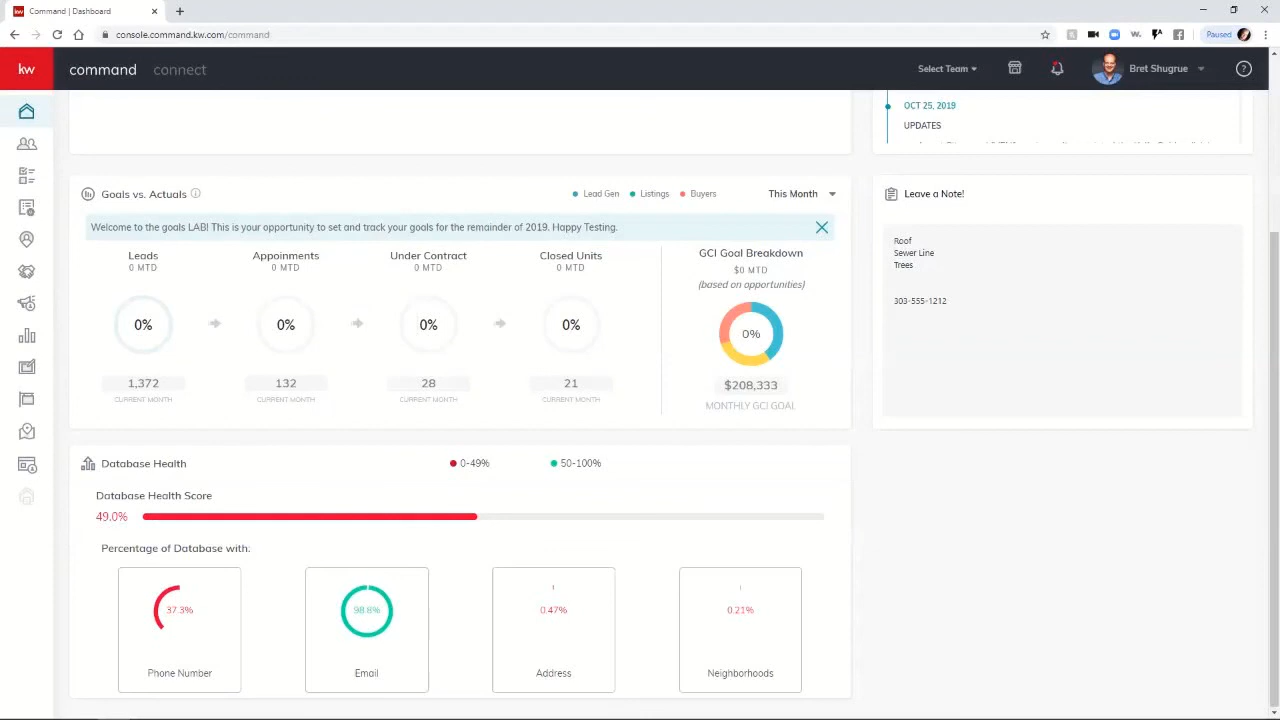 kw Command | Dashboard
console.command.kw.com/command
Paused
kw command connect Select Team Bret Shugrue
OCT 25, 2019
UPDATES
Goals vs. Actuals Lead Gen Listings Buyers This Month
Welcome to the goals LAB! This is your opportunity to set and track your goals for the remainder of 2019. Happy Testing.
Leads Appoinments Under Contract Closed Units
0 MTD 0 MTD 0 MTD 0 MTD
0% 0% 0% 0%
1,372 132 28 21
CURRENT MONTH CURRENT MONTH CURRENT MONTH CURRENT MONTH
GCI Goal Breakdown
$0 MTD
(based on opportunities)
0%
$208,333
MONTHLY GCI GOAL
Leave a Note!
Roof
Sewer Line
Trees
303-555-1212
Database Health 0-49% 50-100%
Database Health Score
49.0%
Percentage of Database with:
37.3% 98.8% 0.47% 0.21%
Phone Number Email Address Neighborhoods